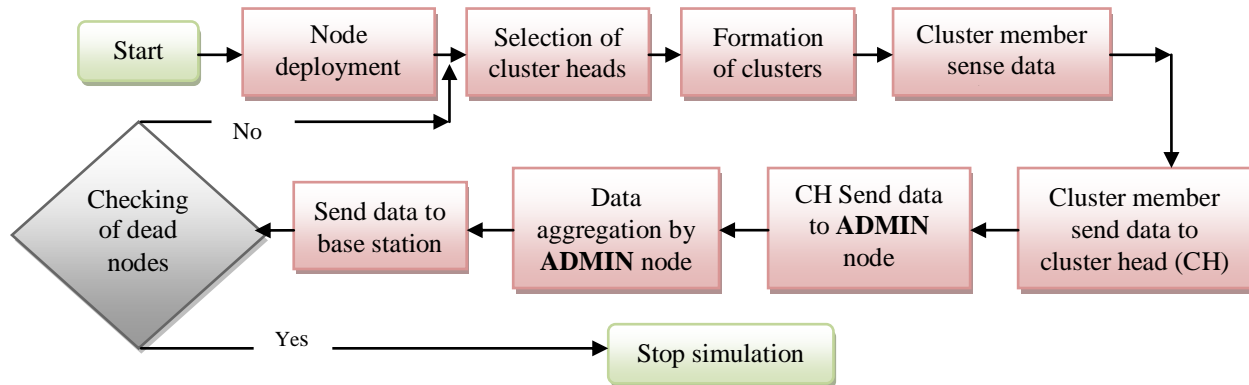 Start
Node
deployment
Selection of
cluster heads
Formation
of clusters
Cluster member
sense data
No
Checking
of dead
nodes
Send data to
base station
Data
aggregation by
ADMIN node
CH Send data
to ADMIN
node
Cluster member
send data to
cluster head (CH)
Yes
Stop simulation